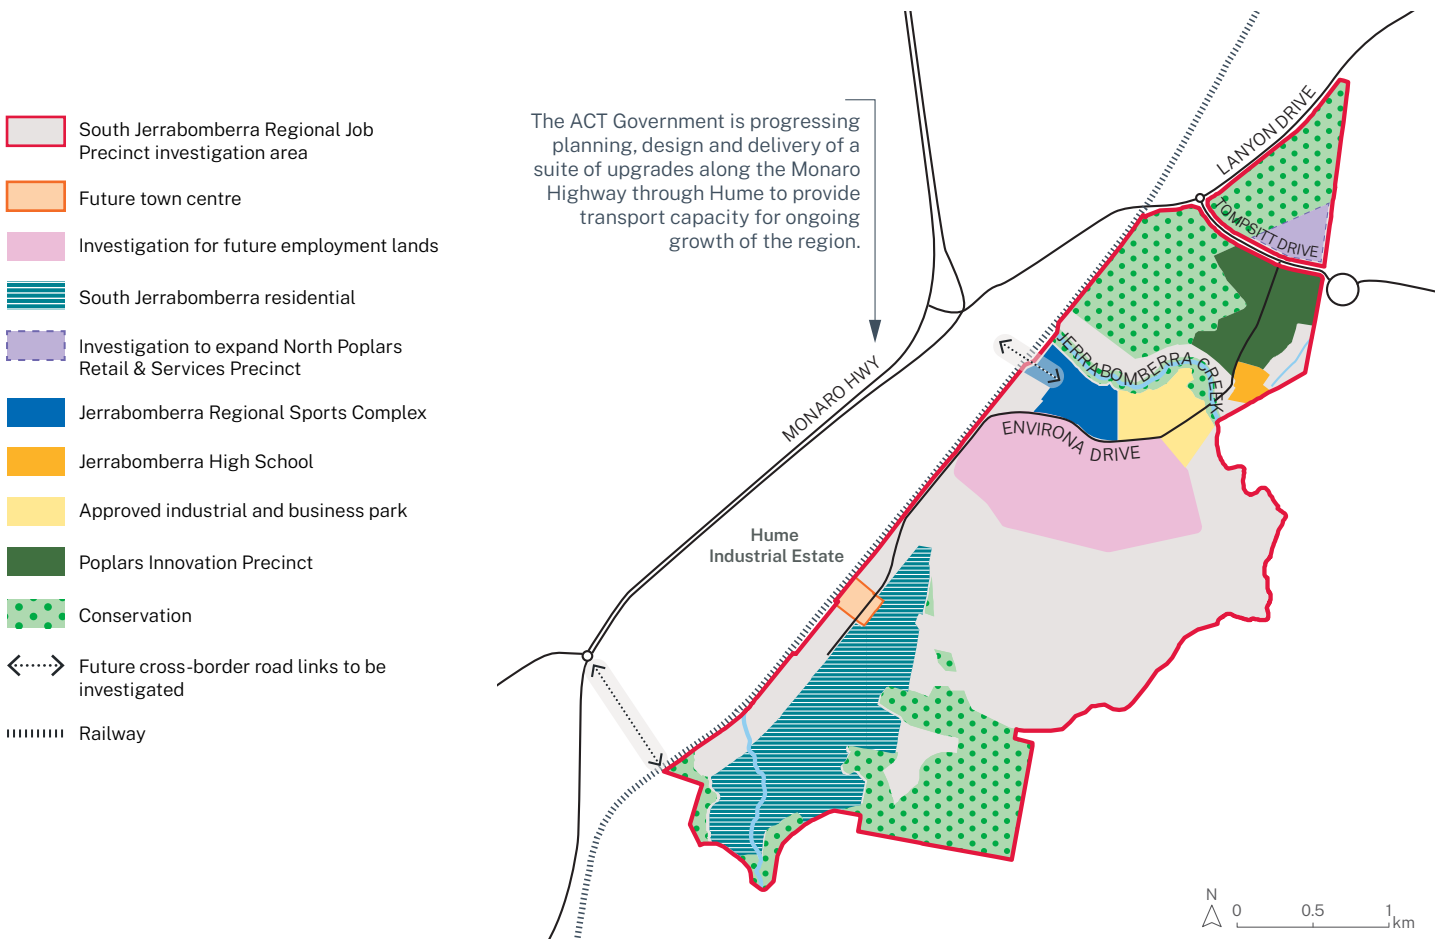 South Jerrabomberra Regional Job
Precinct investigation area
Future town centre
Investigation for future employment lands
South Jerrabomberra residential
Investigation to expand North Poplars
Retail & Services Precinct
Jerrabomberra Regional Sports Complex
Jerrabomberra High School
Approved industrial and business park
Poplars Innovation Precinct
Conservation
Future cross-border road links to be
investigated
Railway
The ACT Government is progressing
planning, design and delivery of a
suite of upgrades along the Monaro
Highway through Hume to provide
transport capacity for ongoing
growth of the region.
LANYON DRIVE
TOMPSITT DRIVE
JERRABOMBERRA CREEK
MONARO HWY
ENVIRONA DRIVE
Hume
Industrial Estate
N
0 0.5 1
km